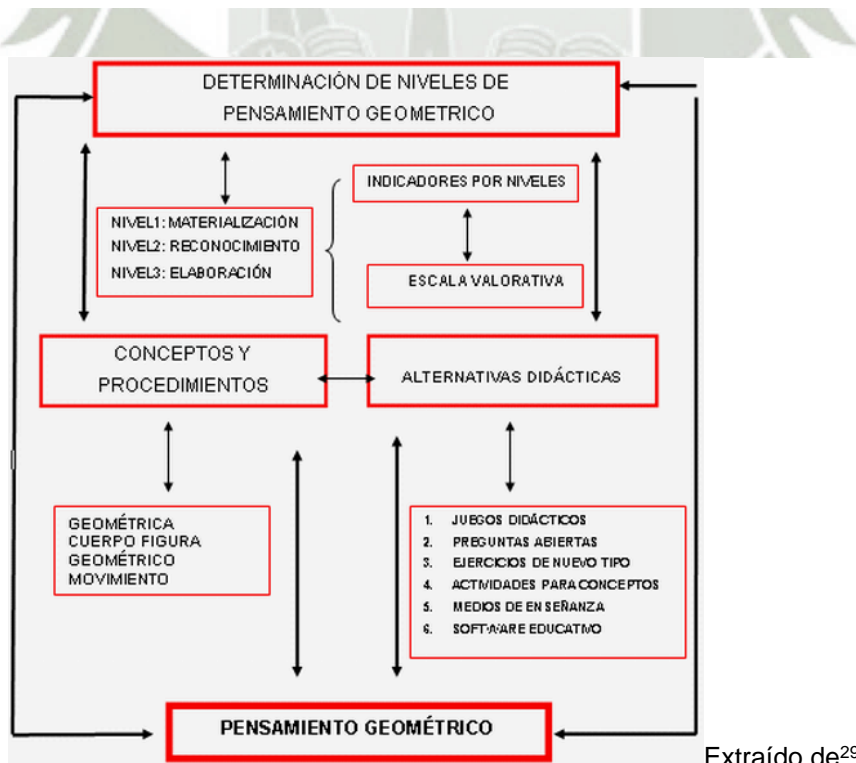 DETERMINACIÓN DE NIVELES DE
PENSAMIENTO GEOMETRICO
INDICADORES POR NIVELES
NIVEL1: MATERIALIZACIÓN
NIVEL2: RECONOCIMIENTO
NIVEL3: ELABORACIÓN
ESCALA VALORATIVA
CONCEPTOS Y
PROCEDIMIENTOS
ALTERNATIVAS DIDÁCTICAS
GEOMÉTRICA
CUERPO FIGURA
GEOMÉTRICO
MOVIMIENTO
1. JUEGOS DIDÁCTICOS
2. PREGUNTAS ABIERTAS
3. EJERCICIOS DE NUEVO TIPO
4. ACTIVIDADES PARA CONCEPTOS
5. MEDIOS DE ENSEÑANZA
6. SOFTWARE EDUCATIVO
PENSAMIENTO GEOMÉTRICO
Extraído de29